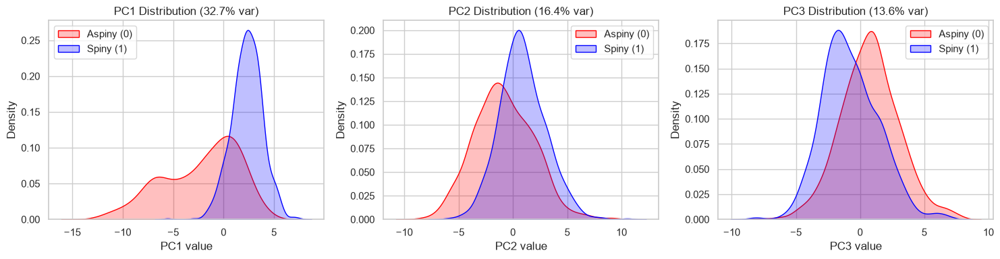 PC1 Distribution (32.7% var)
Aspiny (0)
Spiny (1)
0.25
0.20
0.15
0.10
0.05
0.00
Density
−15
−10
−5
0
5
PC1 value
PC2 Distribution (16.4% var)
Aspiny (0)
Spiny (1)
0.200
0.175
0.150
0.125
0.100
0.075
0.050
0.025
0.000
Density
−10
−5
0
5
10
PC2 value
PC3 Distribution (13.6% var)
Aspiny (0)
Spiny (1)
0.175
0.150
0.125
0.100
0.075
0.050
0.025
0.000
Density
−10
−5
0
5
10
PC3 value